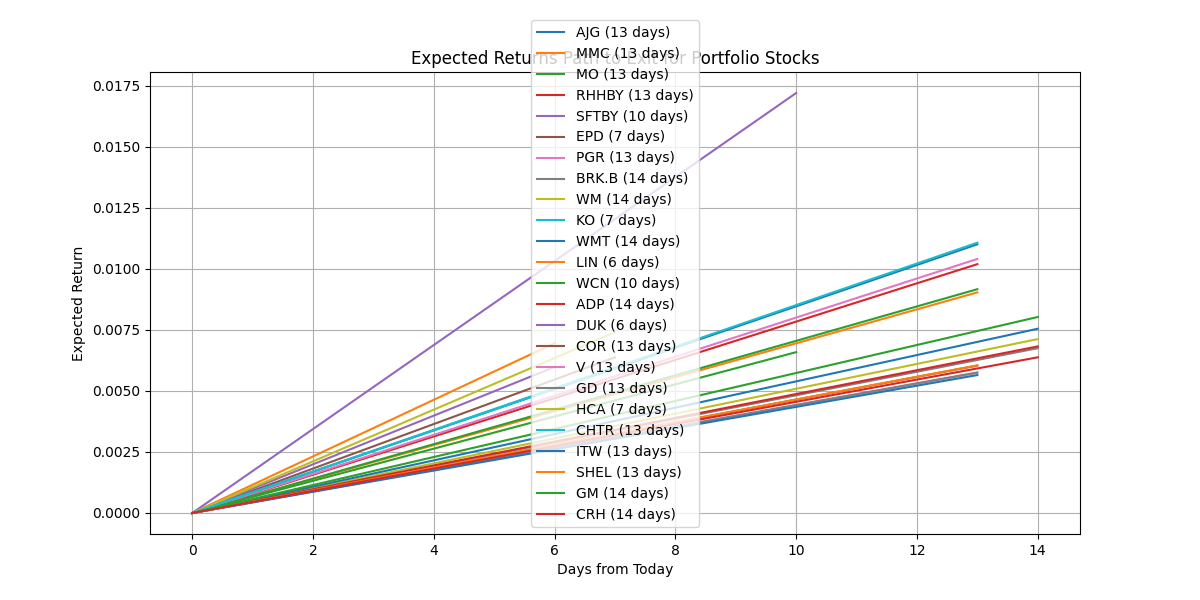 Expected Returns Path to Exit for Portfolio Stocks
AJG (13 days)
MMC (13 days)
MO (13 days)
RHHBY (13 days)
SFTBY (10 days)
EPD (7 days)
PGR (13 days)
BRK.B (14 days)
WM (14 days)
KO (7 days)
WMT (14 days)
LIN (6 days)
WCN (10 days)
ADP (14 days)
DUK (6 days)
COR (13 days)
V (13 days)
GD (13 days)
HCA (7 days)
CHTR (13 days)
ITW (13 days)
SHEL (13 days)
GM (14 days)
CRH (14 days)
Expected Return
0.0175
0.0150
0.0125
0.0100
0.0075
0.0050
0.0025
0.0000
0 2 4 6 8 10 12 14
Days from Today